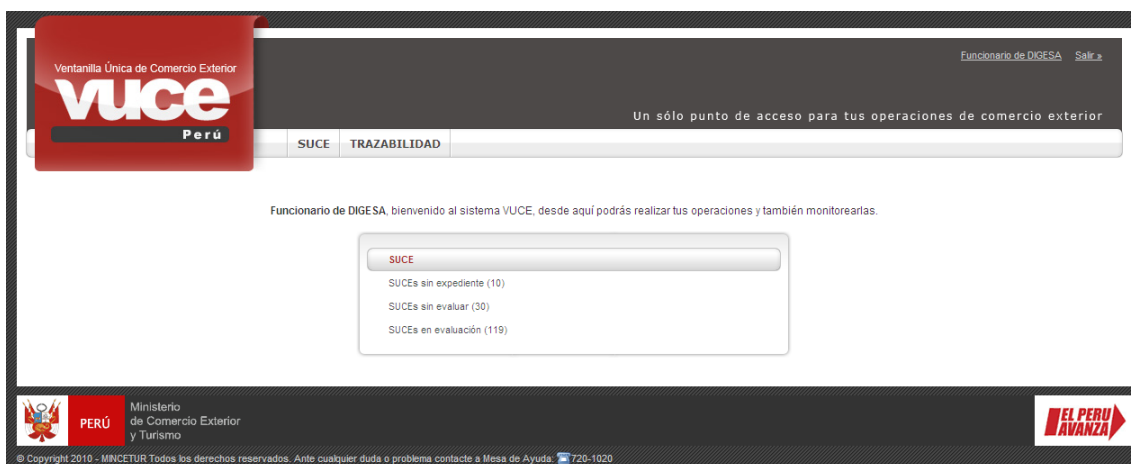 Ventanilla Única de Comercio Exterior
vuce
Perú
Funcionario de DIGESA Salir »
Un sólo punto de acceso para tus operaciones de comercio exterior
SUCE TRAZABILIDAD
Funcionario de DIGESA, bienvenido al sistema VUCE, desde aquí podrás realizar tus operaciones y también monitorearlas.
SUCE
SUCEs sin expediente (10)
SUCEs sin evaluar (30)
SUCEs en evaluación (119)
PERÚ
Ministerio
de Comercio Exterior
y Turismo
EL PERU
AVANZA
© Copyright 2010 - MINCETUR Todos los derechos reservados. Ante cualquier duda o problema contacte a Mesa de Ayuda: 720-1020